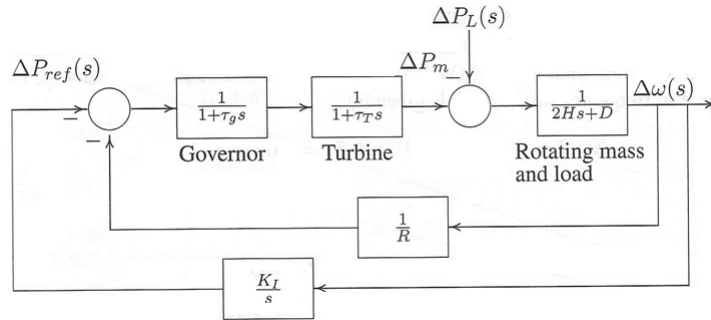 ΔP_L(s)
ΔP_ref(s)
ΔP_m
Δω(s)
−
−
−
1/(1+τ_g s)
1/(1+τ_T s)
1/(2Hs+D)
Governor
Turbine
Rotating mass
and load
1/R
K_I/s